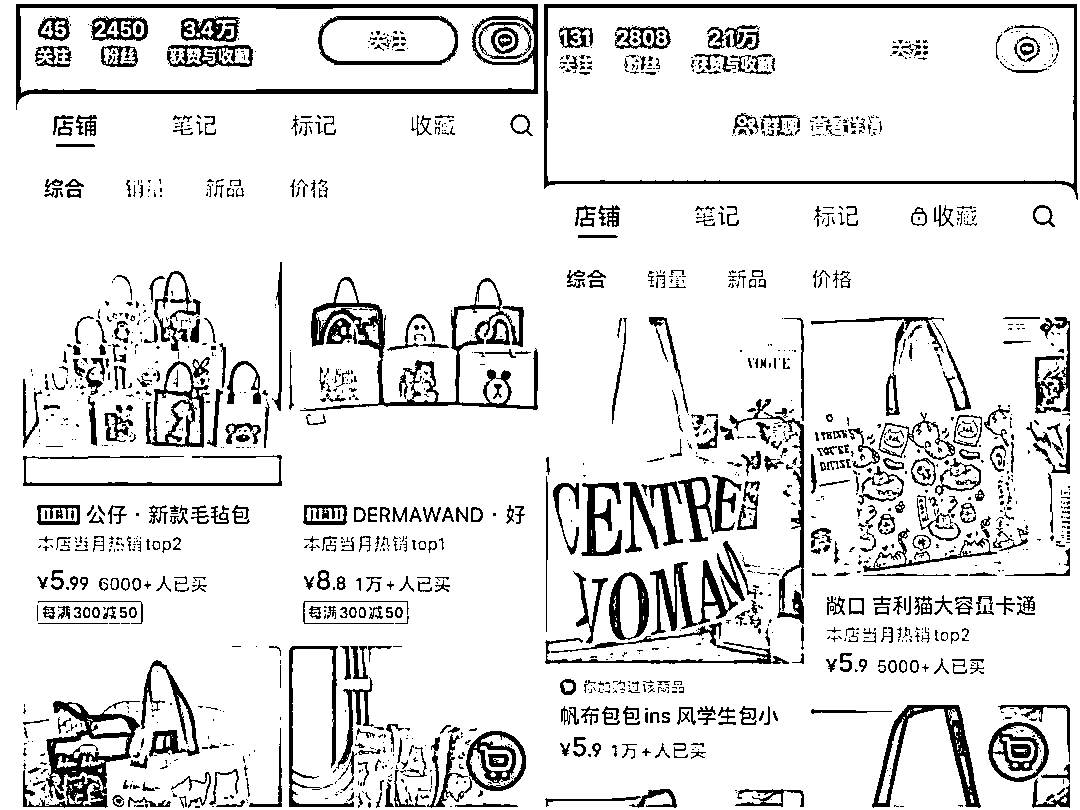 45 2450 3.4万
关注 粉丝 获赞与收藏
关注
店铺 笔记 标记 收藏
综合 销量 新品 价格
公仔 · 新款毛毡包
本店当月热销top2
¥5.99 6000+人已买
每满300减50
DERMAWAND · 好
本店当月热销top1
¥8.8 1万+人已买
每满300减50
131 2808 2.1万
关注 粉丝 获赞与收藏
关注
群聊 查看详情
店铺 笔记 标记 收藏
综合 销量 新品 价格
VOGUE
CENTRE
WOMAN
你加购过该商品
帆布包包ins 风学生包小
¥5.9 1万+人已买
敞口 吉利猫大容量卡通
本店当月热销top2
¥5.9 5000+人已买